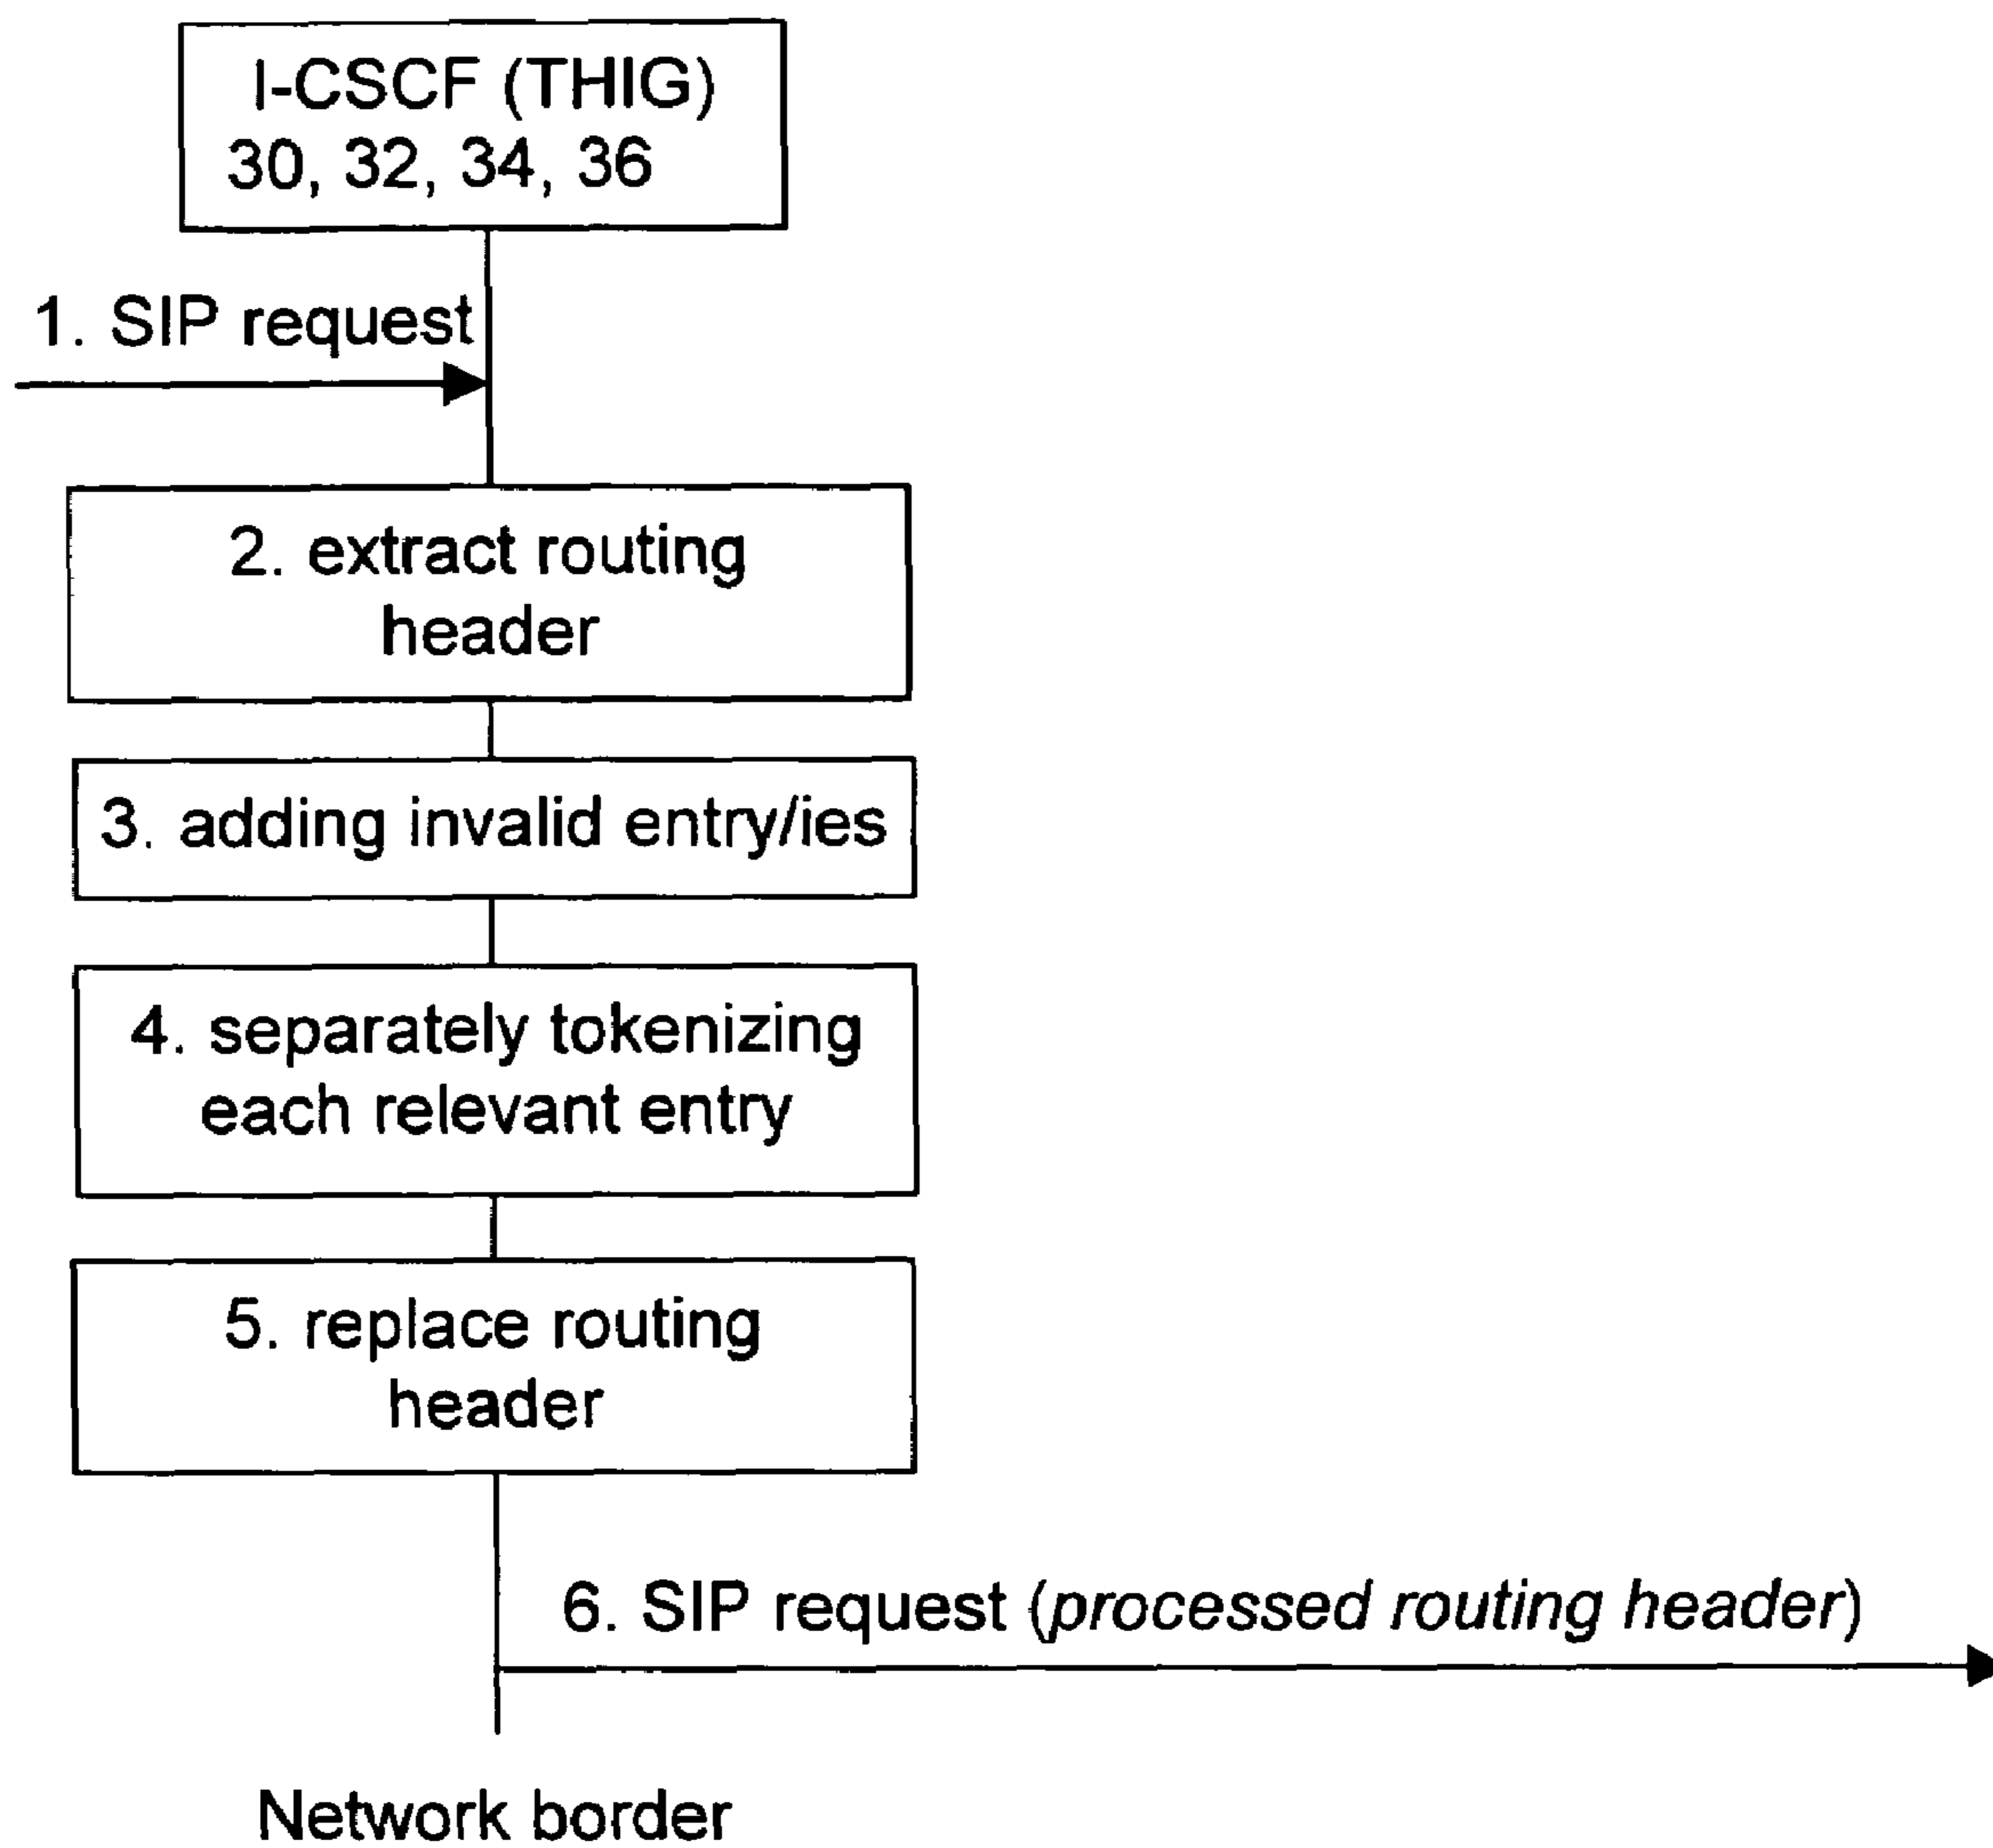 I-CSCF (THIG)
30, 32, 34, 36
1. SIP request
2. extract routing
header
3. adding invalid entry/ies
4. separately tokenizing
each relevant entry
5. replace routing
header
6. SIP request (processed routing header)
Network border